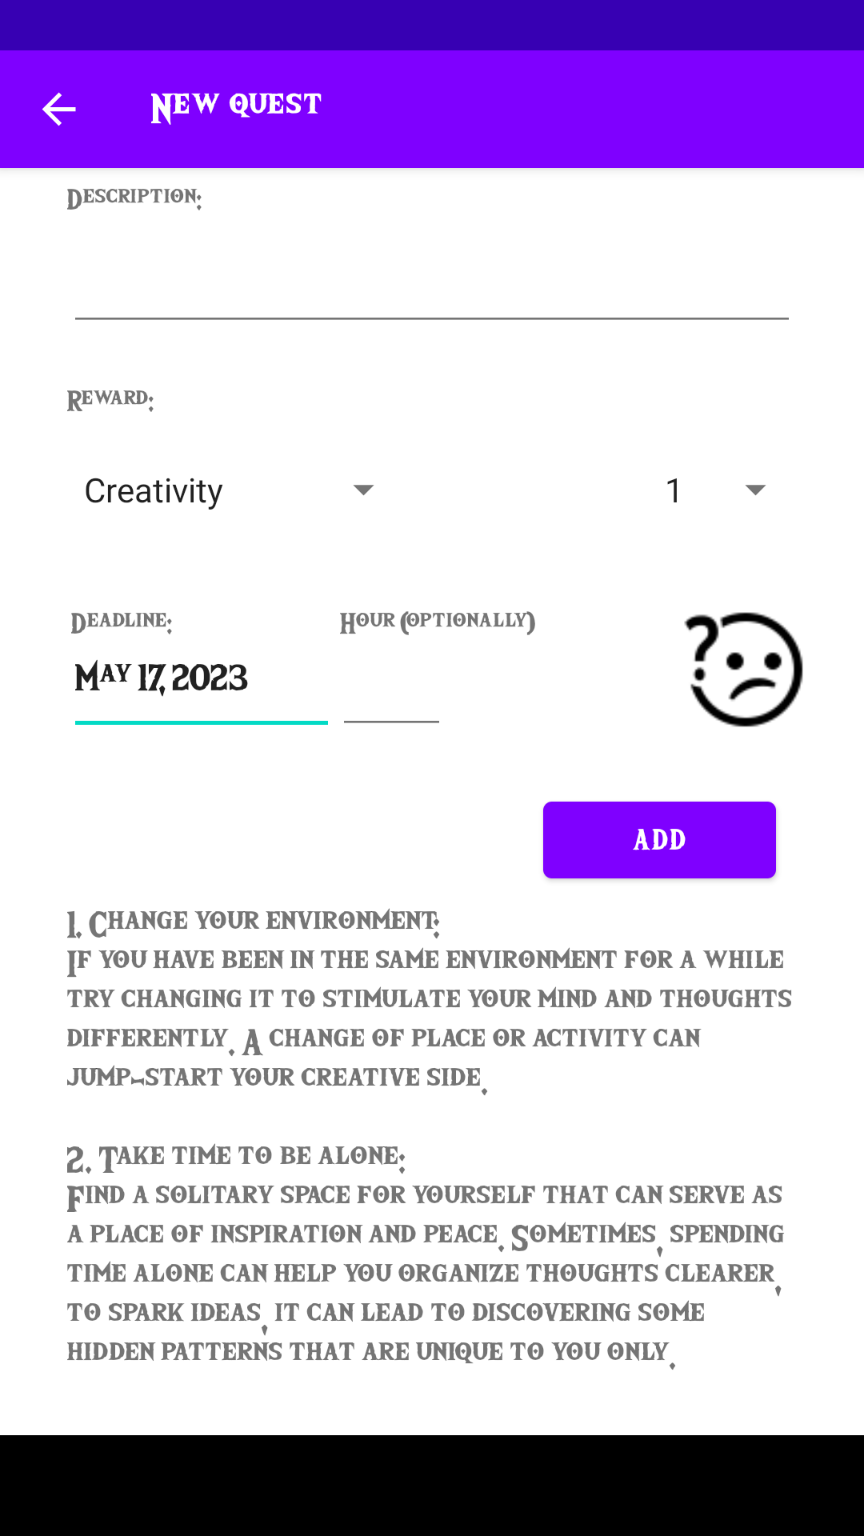 New quest
Description:
Reward:
Creativity
1
Deadline:
Hour (optionally)
May 17, 2023
?
ADD
1. Change your environment:
If you have been in the same environment for a while
try changing it to stimulate your mind and thoughts
differently. A change of place or activity can
jump-start your creative side.
2. Take time to be alone:
Find a solitary space for yourself that can serve as
a place of inspiration and peace. Sometimes, spending
time alone can help you organize thoughts clearer,
to spark ideas, it can lead to discovering some
hidden patterns that are unique to you only.